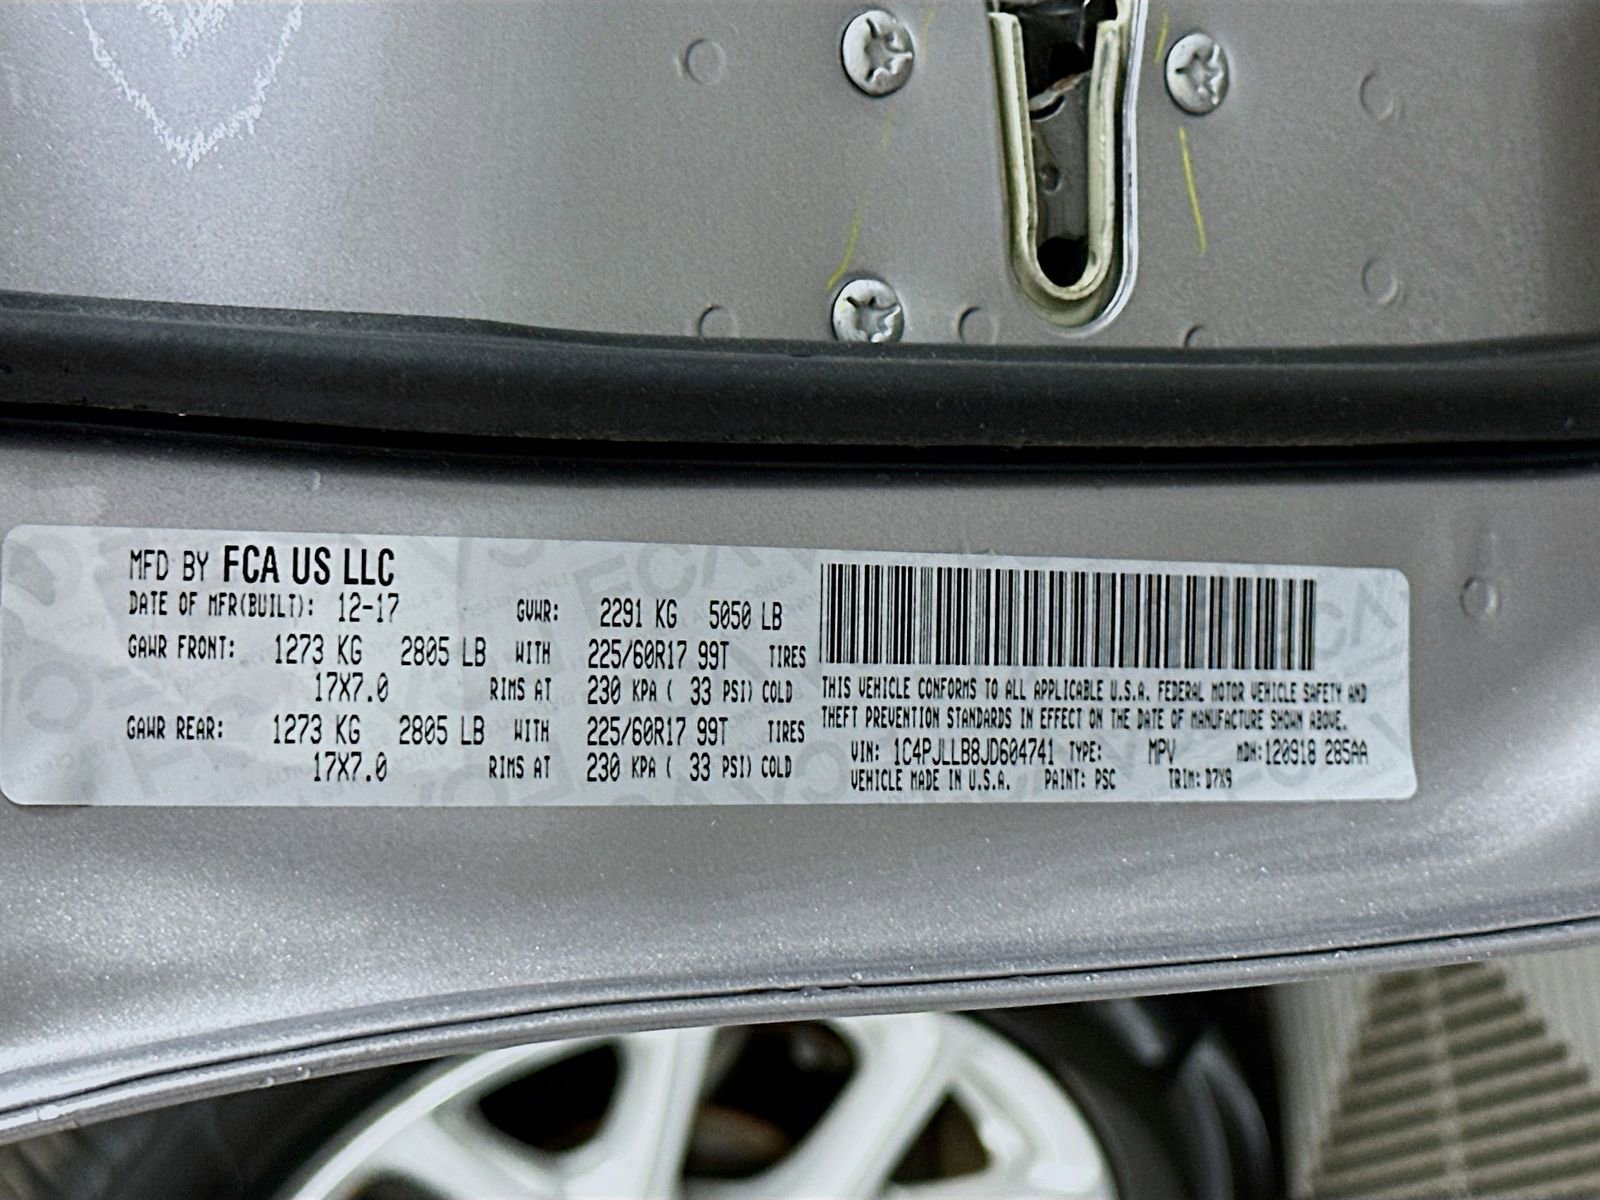 MFD BY FCA US LLC
DATE OF MFR(BUILT): 12-17 GVWR: 2291 KG 5050 LB
GAWR FRONT: 1273 KG 2805 LB WITH 225/60R17 99T TIRES
17X7.0 RIMS AT 230 KPA ( 33 PSI) COLD
GAWR REAR: 1273 KG 2805 LB WITH 225/60R17 99T TIRES
17X7.0 RIMS AT 230 KPA ( 33 PSI) COLD
THIS VEHICLE CONFORMS TO ALL APPLICABLE U.S.A. FEDERAL MOTOR VEHICLE SAFETY AND
THEFT PREVENTION STANDARDS IN EFFECT ON THE DATE OF MANUFACTURE SHOWN ABOVE.
VIN: 1C4PJLLB8JD604741 TYPE: MPV MDH:120918 285AA
VEHICLE MADE IN U.S.A. PAINT: PSC TRIM: D7X9